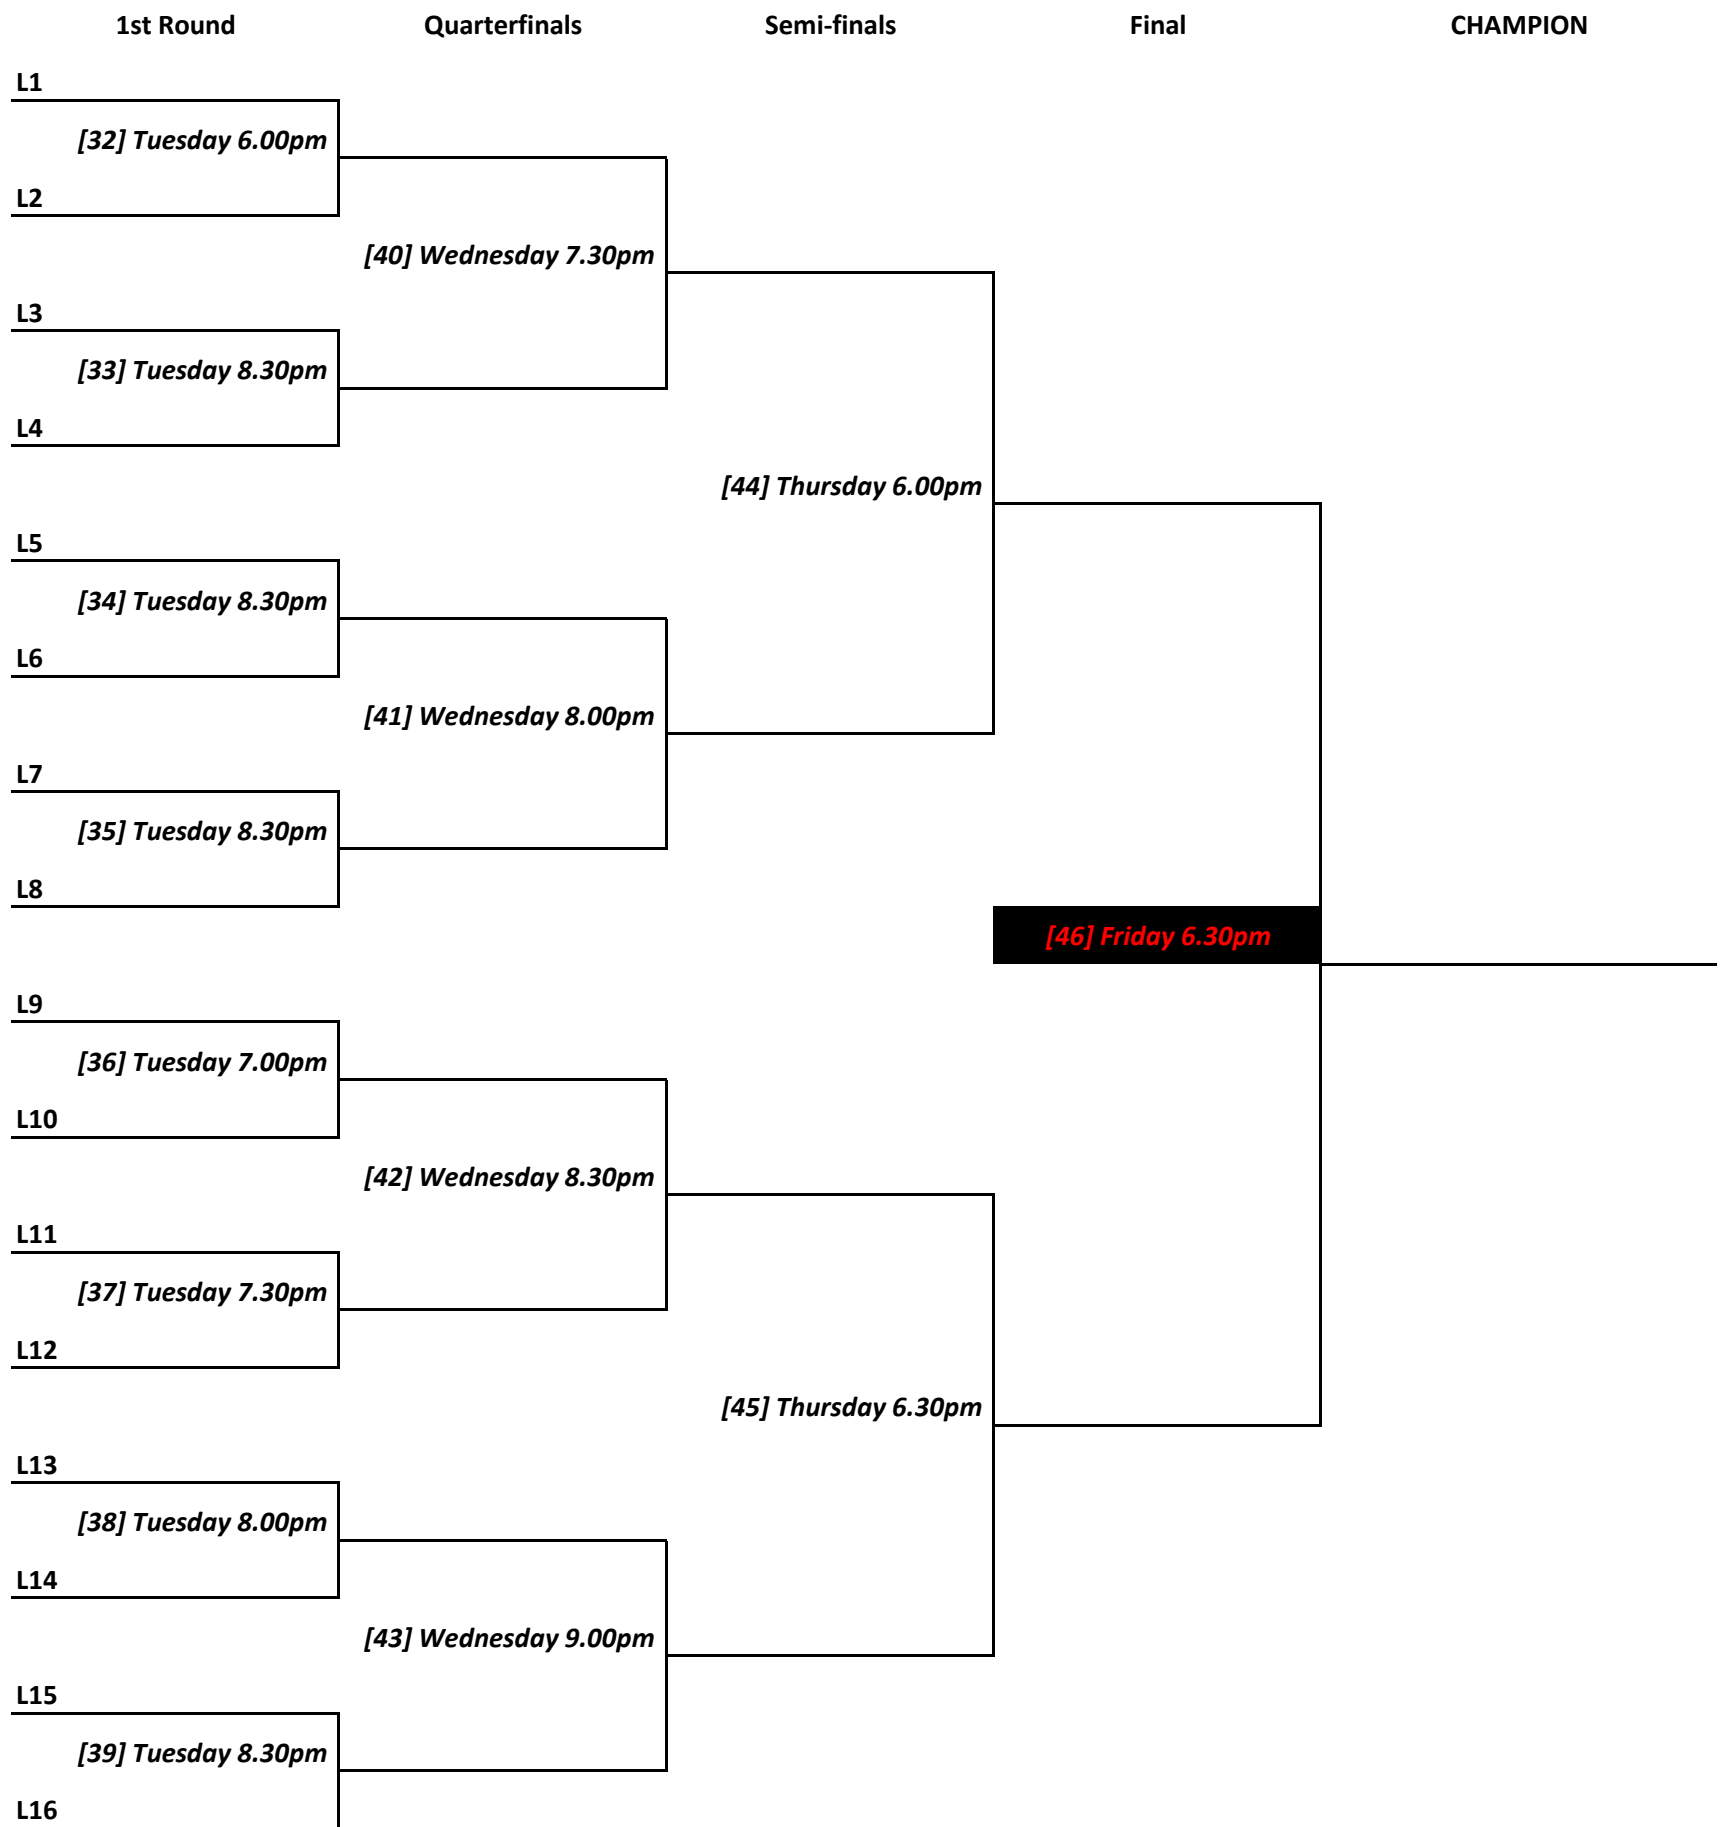 1st Round Quarterfinals Semi-finals Final CHAMPION
L1
[32] Tuesday 6.00pm
L2
[40] Wednesday 7.30pm
L3
[33] Tuesday 8.30pm
L4
[44] Thursday 6.00pm
L5
[34] Tuesday 8.30pm
L6
[41] Wednesday 8.00pm
L7
[35] Tuesday 8.30pm
L8
[46] Friday 6.30pm
L9
[36] Tuesday 7.00pm
L10
[42] Wednesday 8.30pm
L11
[37] Tuesday 7.30pm
L12
[45] Thursday 6.30pm
L13
[38] Tuesday 8.00pm
L14
[43] Wednesday 9.00pm
L15
[39] Tuesday 8.30pm
L16